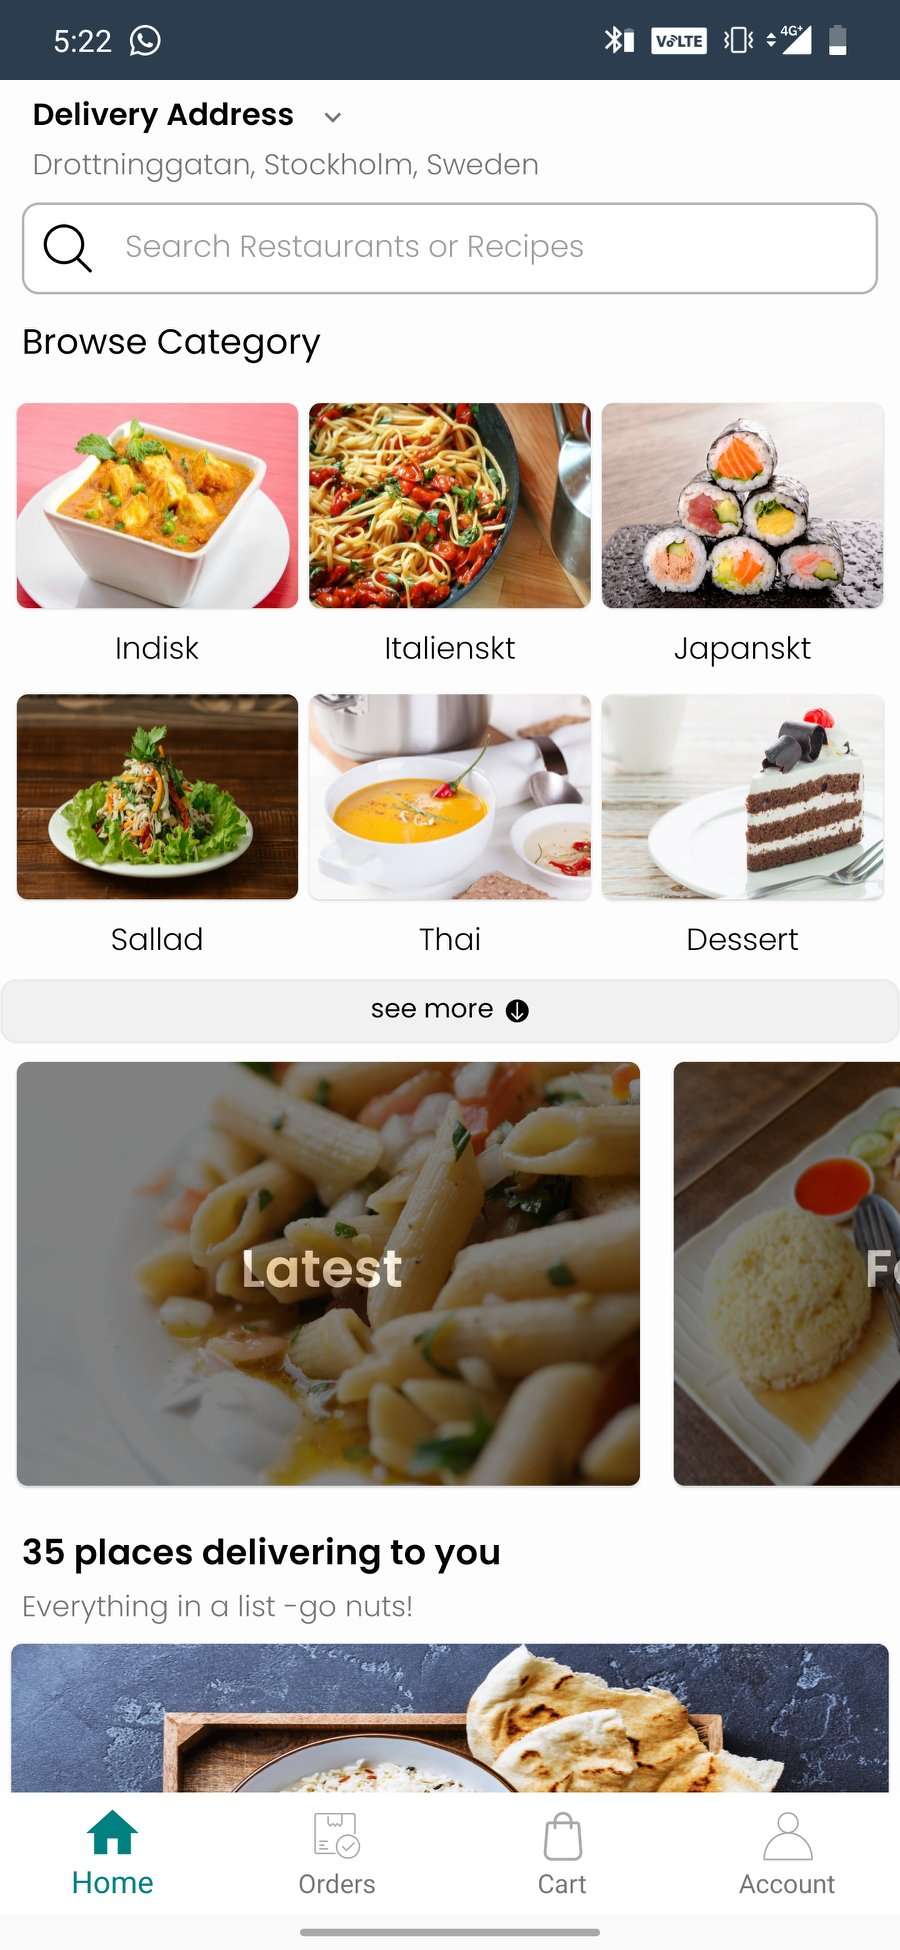 5:22
VoLTE 4G+
Delivery Address
Drottninggatan, Stockholm, Sweden
Search Restaurants or Recipes
Browse Category
Indisk Italienskt Japanskt
Sallad Thai Dessert
see more
Latest
35 places delivering to you
Everything in a list -go nuts!
Home Orders Cart Account